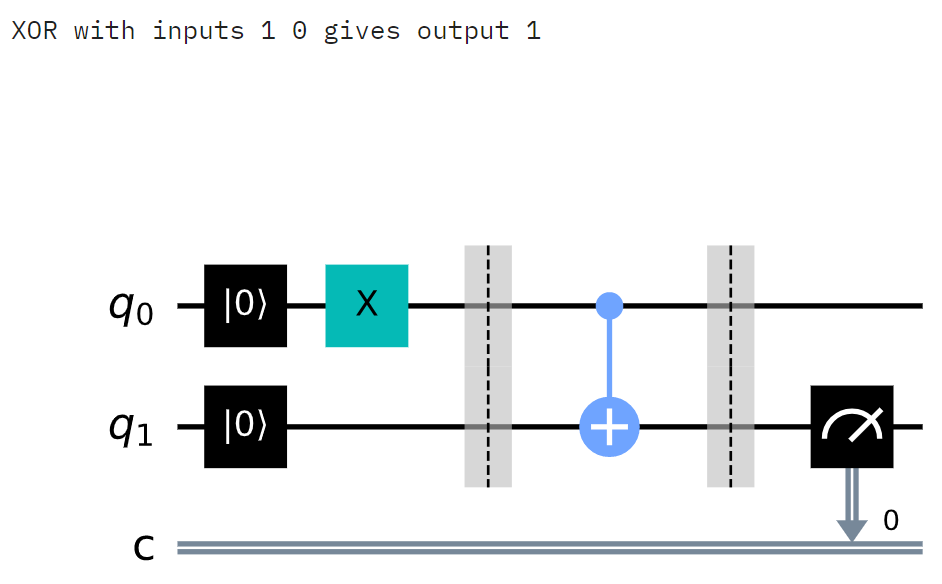 XOR with inputs 1 0 gives output 1
q0 |0⟩ X
q1 |0⟩
0
c